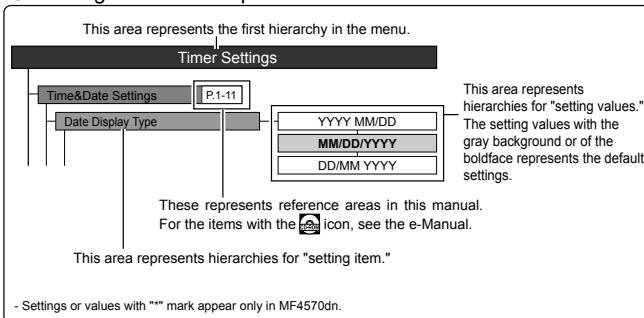 This area represents the first hierarchy in the menu.
Timer Settings
Time&Date Settings P.1-11
Date Display Type
YYYY MM/DD
MM/DD/YYYY
DD/MM YYYY
This area represents
hierarchies for "setting values."
The setting values with the
gray background or of the
boldface represents the default
settings.
These represents reference areas in this manual.
For the items with the icon, see the e-Manual.
This area represents hierarchies for "setting item."
- Settings or values with "*" mark appear only in MF4570dn.